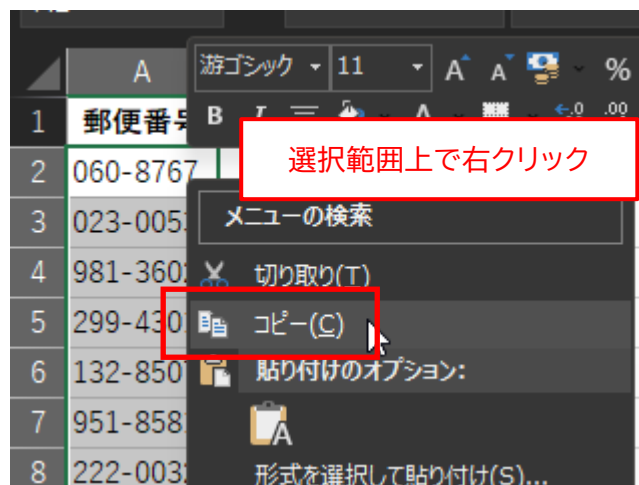 A
游ゴシック 11 A A %
1 郵便番号 B
選択範囲上で右クリック
2 060-8767
3 023-005
メニューの検索
4 981-360
切り取り(T)
5 299-430
コピー(C)
6 132-850
貼り付けのオプション:
7 951-858
A
8 222-003
形式を選択して貼り付け(S)...